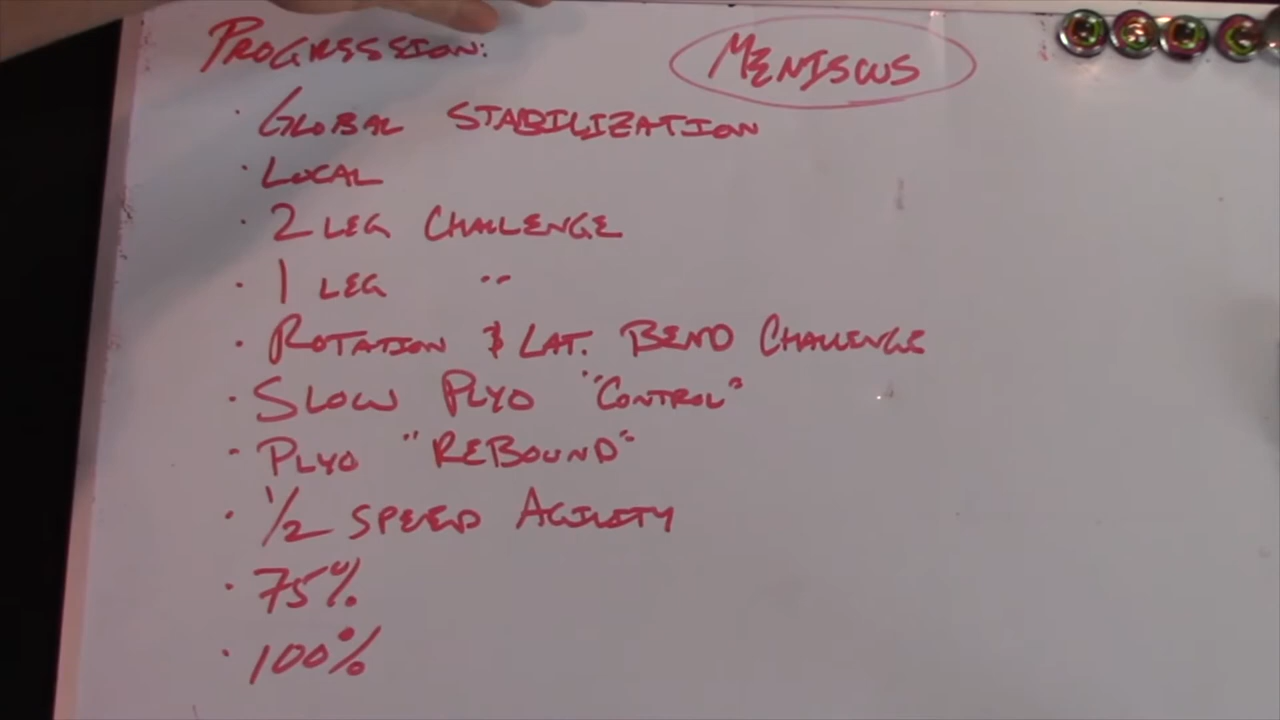 PROGRESSION:
MENISCUS
· GLOBAL STABILIZATION
· LOCAL
· 2 LEG CHALLENGE
· 1 LEG "
· ROTATION & LAT. BEND CHALLENGE
· SLOW PLYO "CONTROL"
· PLYO "REBOUND"
· 1/2 SPEED AGILITY
· 75%
· 100%